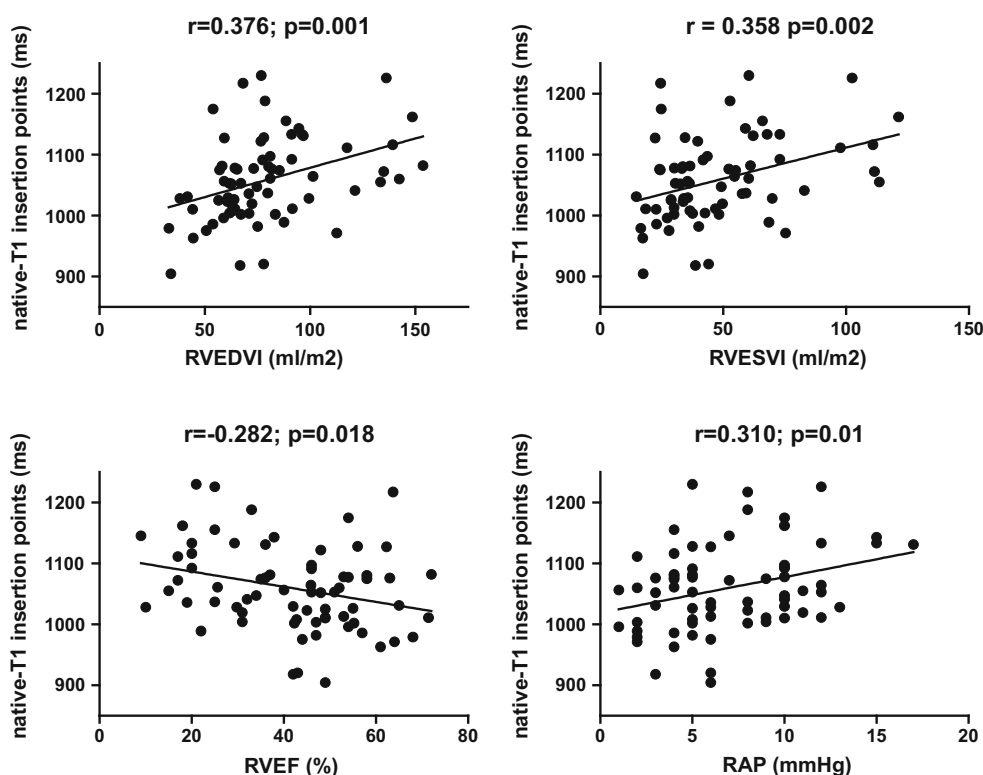 r=0.376; p=0.001
native-T1 insertion points (ms)
1200
1100
1000
900
0
50
100
150
RVEDVI (ml/m2)
r = 0.358 p=0.002
native-T1 insertion points (ms)
1200
1100
1000
900
0
50
100
150
RVESVI (ml/m2)
r=-0.282; p=0.018
native-T1 insertion points (ms)
1200
1100
1000
900
0
20
40
60
80
RVEF (%)
r=0.310; p=0.01
native-T1 insertion points (ms)
1200
1100
1000
900
0
5
10
15
20
RAP (mmHg)